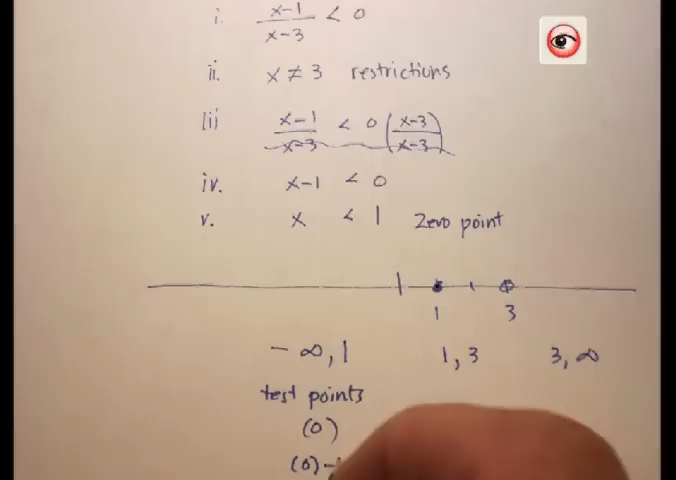 i. x-1/x-3 < 0
ii. x ≠ 3 restrictions
iii x-1/x-3 < 0 (x-3/x-3)
iv. x-1 < 0
v. x < 1 Zero point
1 3
- ∞, 1 1, 3 3, ∞
test points
(0)
(0) -